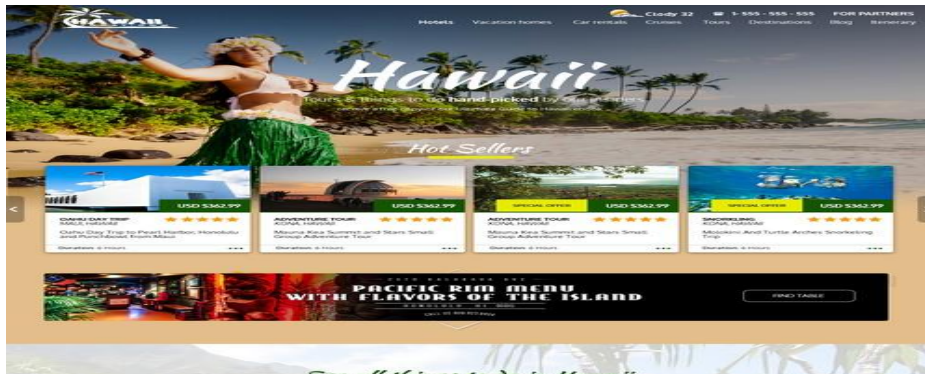 HAWAII
Clody 32 1- 555 - 555 - 555 FOR PARTNERS
Hotels Vacation homes Car rentals Cruises Tours Destinations Blog Itenerary
Hawaii
Tours & Things to do hand-picked by our insiders
Hot Sellers
<
USD $362.99
OAHU DAY TRIP
MAUI, HAWAII
Oahu Day Trip to Pearl Harbor, Honolulu
and Punchbowl from Maui
Duration: 6 Hours
USD $362.99
ADVENTURE TOUR
KONA, HAWAII
Mauna Kea Summit and Stars Small
Group Adventure Tour
Duration: 6 Hours
SPECIAL OFFER USD $362.99
ADVENTURE TOUR
KONA, HAWAII
Mauna Kea Summit and Stars Small
Group Adventure Tour
Duration: 6 Hours
SPECIAL OFFER USD $362.99
SNORKELING
KONA, HAWAII
Molokini And Turtle Arches Snorkeling
Trip
Duration: 6 Hours
PACIFIC RIM MENU
WITH FLAVORS OF THE ISLAND
FIND TABLE